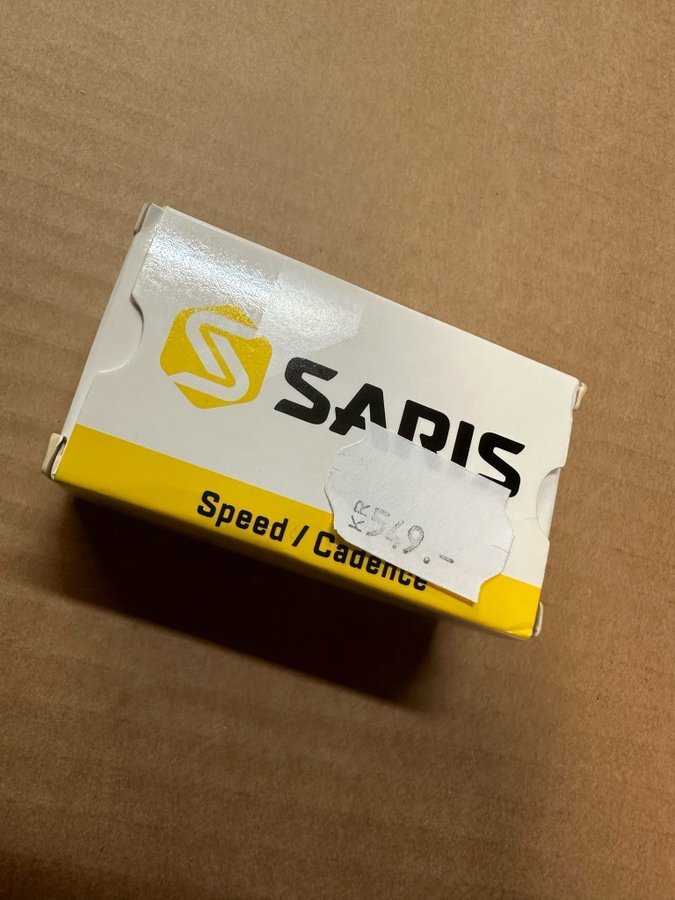 SARIS
Speed / Cadence
KR 549.-